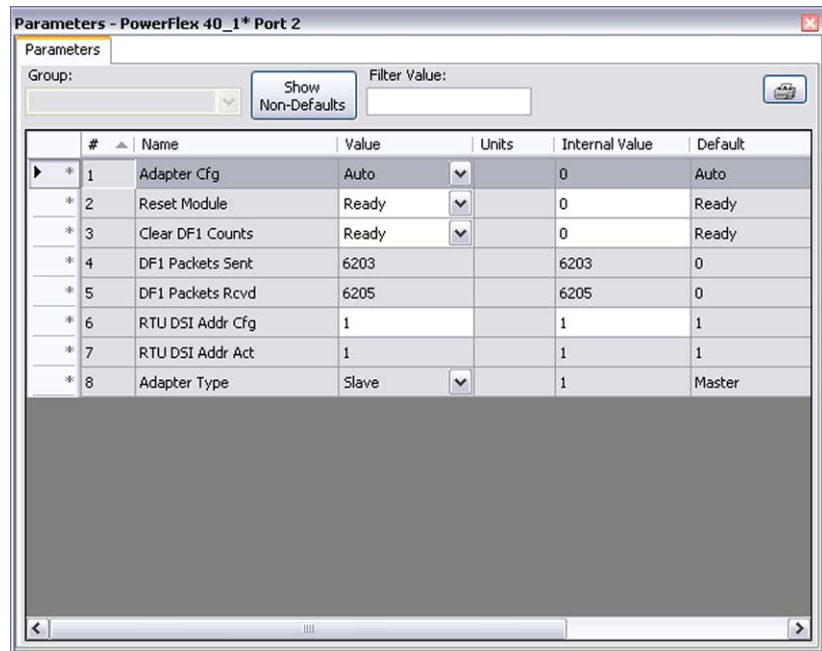 Parameters - PowerFlex 40_1* Port 2
Parameters
Group:
Show
Non-Defaults
Filter Value:
# Name Value Units Internal Value Default
* 1 Adapter Cfg Auto 0 Auto
* 2 Reset Module Ready 0 Ready
* 3 Clear DF1 Counts Ready 0 Ready
* 4 DF1 Packets Sent 6203 6203 0
* 5 DF1 Packets Rcvd 6205 6205 0
* 6 RTU DSI Addr Cfg 1 1 1
* 7 RTU DSI Addr Act 1 1 1
* 8 Adapter Type Slave 1 Master